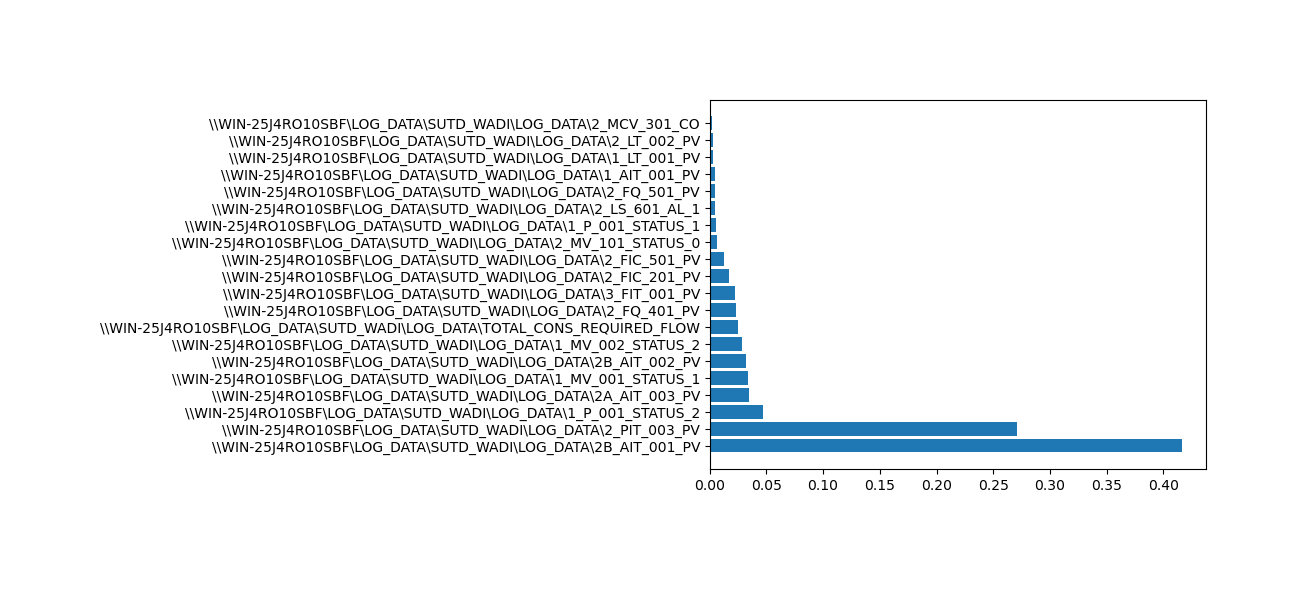 \\WIN-25J4RO10SBF\LOG_DATA\SUTD_WADI\LOG_DATA\2_MCV_301_CO
\\WIN-25J4RO10SBF\LOG_DATA\SUTD_WADI\LOG_DATA\2_LT_002_PV
\\WIN-25J4RO10SBF\LOG_DATA\SUTD_WADI\LOG_DATA\1_LT_001_PV
\\WIN-25J4RO10SBF\LOG_DATA\SUTD_WADI\LOG_DATA\1_AIT_001_PV
\\WIN-25J4RO10SBF\LOG_DATA\SUTD_WADI\LOG_DATA\2_FQ_501_PV
\\WIN-25J4RO10SBF\LOG_DATA\SUTD_WADI\LOG_DATA\2_LS_601_AL_1
\\WIN-25J4RO10SBF\LOG_DATA\SUTD_WADI\LOG_DATA\1_P_001_STATUS_1
\\WIN-25J4RO10SBF\LOG_DATA\SUTD_WADI\LOG_DATA\2_MV_101_STATUS_0
\\WIN-25J4RO10SBF\LOG_DATA\SUTD_WADI\LOG_DATA\2_FIC_501_PV
\\WIN-25J4RO10SBF\LOG_DATA\SUTD_WADI\LOG_DATA\2_FIC_201_PV
\\WIN-25J4RO10SBF\LOG_DATA\SUTD_WADI\LOG_DATA\3_FIT_001_PV
\\WIN-25J4RO10SBF\LOG_DATA\SUTD_WADI\LOG_DATA\2_FQ_401_PV
\\WIN-25J4RO10SBF\LOG_DATA\SUTD_WADI\LOG_DATA\TOTAL_CONS_REQUIRED_FLOW
\\WIN-25J4RO10SBF\LOG_DATA\SUTD_WADI\LOG_DATA\1_MV_002_STATUS_2
\\WIN-25J4RO10SBF\LOG_DATA\SUTD_WADI\LOG_DATA\2B_AIT_002_PV
\\WIN-25J4RO10SBF\LOG_DATA\SUTD_WADI\LOG_DATA\1_MV_001_STATUS_1
\\WIN-25J4RO10SBF\LOG_DATA\SUTD_WADI\LOG_DATA\2A_AIT_003_PV
\\WIN-25J4RO10SBF\LOG_DATA\SUTD_WADI\LOG_DATA\1_P_001_STATUS_2
\\WIN-25J4RO10SBF\LOG_DATA\SUTD_WADI\LOG_DATA\2_PIT_003_PV
\\WIN-25J4RO10SBF\LOG_DATA\SUTD_WADI\LOG_DATA\2B_AIT_001_PV
0.00 0.05 0.10 0.15 0.20 0.25 0.30 0.35 0.40